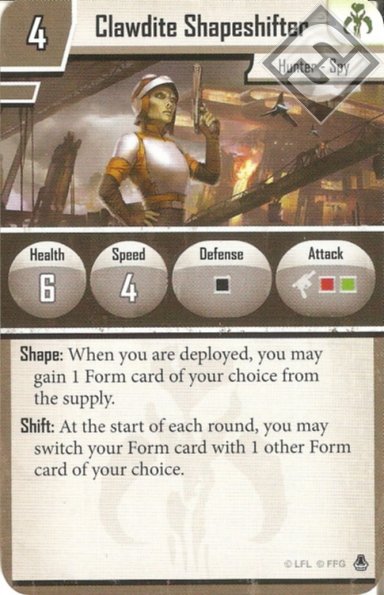 4
Clawdite Shapeshifter
Hunter - Spy
Health
Speed
Defense
Attack
6
4
Shape: When you are deployed, you may
gain 1 Form card of your choice from
the supply.
Shift: At the start of each round, you may
switch your Form card with 1 other Form
card of your choice.
© LFL © FFG